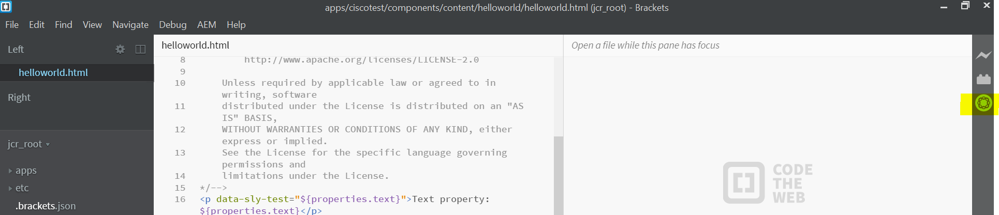 apps/ciscotest/components/content/helloworld/helloworld.html (jcr_root) - Brackets
File Edit Find View Navigate Debug AEM Help
Left
helloworld.html
Right
jcr_root
apps
etc
.brackets.json
helloworld.html
8 http://www.apache.org/licenses/LICENSE-2.0
9
10 Unless required by applicable law or agreed to in
writing, software
11 distributed under the License is distributed on an "AS
IS" BASIS,
12 WITHOUT WARRANTIES OR CONDITIONS OF ANY KIND, either
express or implied.
13 See the License for the specific language governing
permissions and
14 limitations under the License.
15 */-->
16 <p data-sly-test="${properties.text}">Text property:
${properties.text}</p>
Open a file while this pane has focus
CODE
THE
WEB